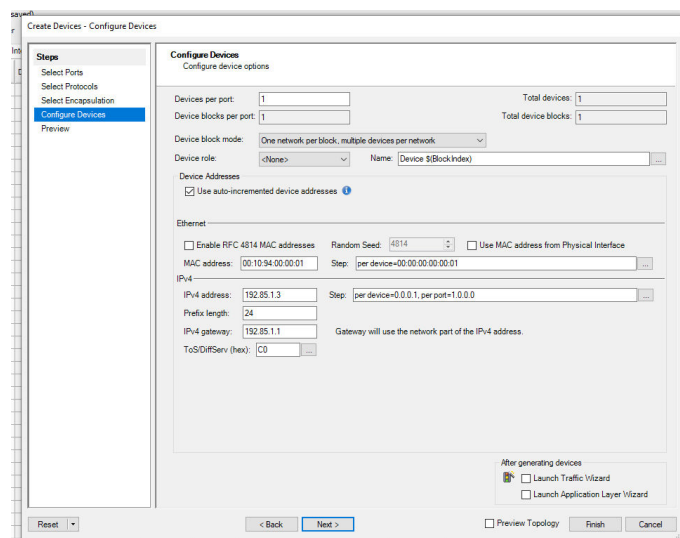 saved)
Create Devices - Configure Devices
Steps
Select Ports
Select Protocols
Select Encapsulation
Configure Devices
Preview
Configure Devices
Configure device options
Devices per port: 1 Total devices: 1
Device blocks per port: 1 Total device blocks: 1
Device block mode: One network per block, multiple devices per network
Device role: <None> Name: Device $(BlockIndex) ...
Device Addresses
Use auto-incremented device addresses
Ethernet
Enable RFC 4814 MAC addresses Random Seed: 4814 Use MAC address from Physical Interface
MAC address: 00:10:94:00:00:01 Step: per device=00:00:00:00:00:01 ...
IPv4
IPv4 address: 192.85.1.3 Step: per device=0.0.0.1, per port=1.0.0.0 ...
Prefix length: 24
IPv4 gateway: 192.85.1.1 Gateway will use the network part of the IPv4 address.
ToS/DiffServ (hex): C0 ...
After generating devices
Launch Traffic Wizard
Launch Application Layer Wizard
Reset < Back Next > Preview Topology Finish Cancel